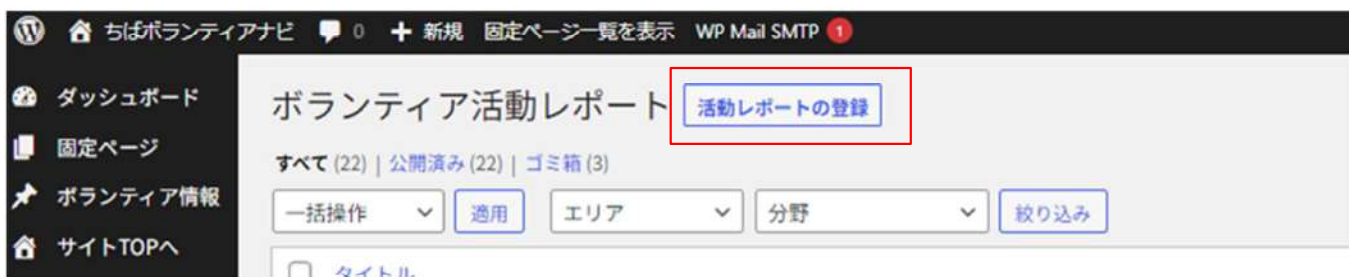 ちばボランティアナビ 0 新規 固定ページ一覧を表示 WP Mail SMTP 1
ダッシュボード
固定ページ
ボランティア情報
サイトTOPへ
ボランティア活動レポート 活動レポートの登録
すべて (22) | 公開済み (22) | ゴミ箱 (3)
一括操作 適用 エリア 分野 絞り込み
タイトル